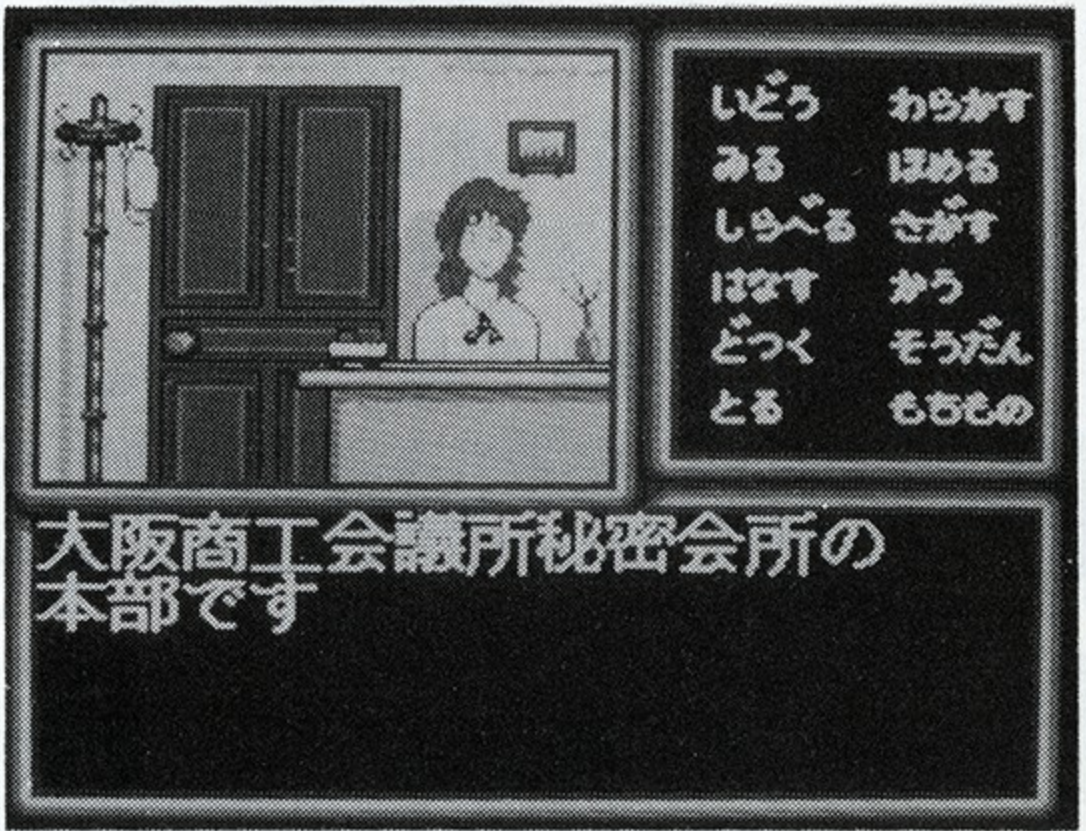 いどう わらかす
みる ほめる
しらべる さがす
はなす かう
どつく そうだん
とる もちもの
大阪商工会議所秘密会所の
本部です